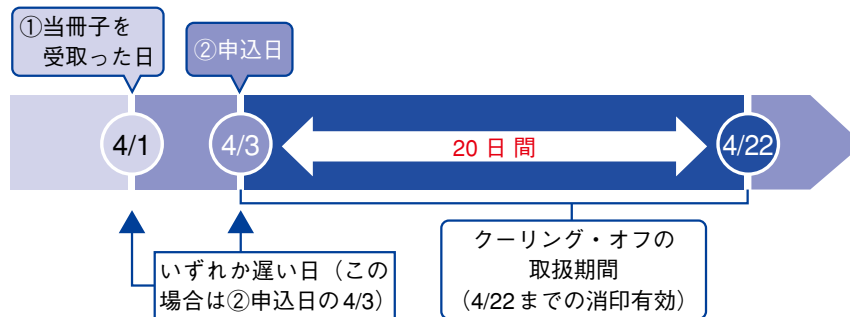 ①当冊子を
受取った日
②申込日
4/1
4/3
20日間
4/22
いずれか遅い日（この
場合は②申込日の4/3）
クーリング・オフの
取扱期間
（4/22までの消印有効）